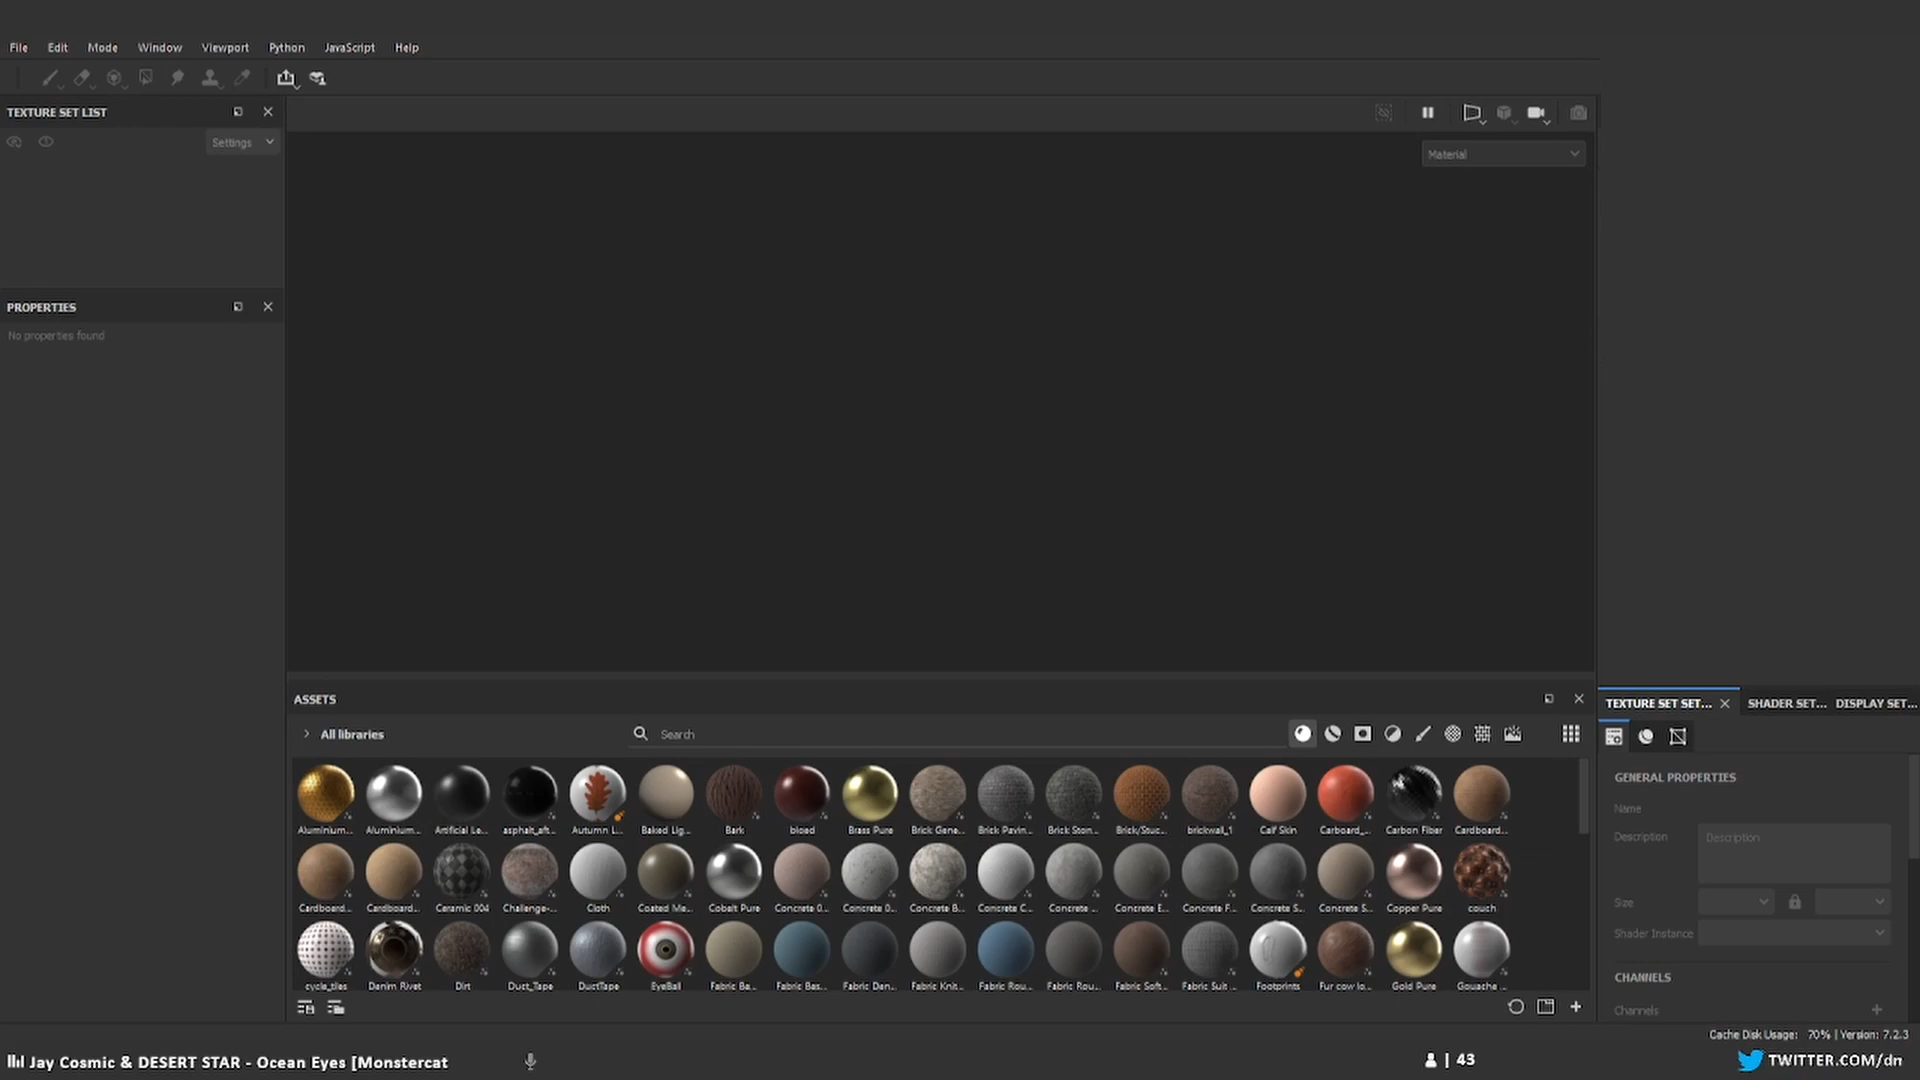 File Edit Mode Window Viewport Python JavaScript Help
TEXTURE SET LIST
Settings
Material
PROPERTIES
No properties found
ASSETS
All libraries
Search
Aluminium... Aluminium... Artificial Le... asphalt_aft... Autumn L... Baked Lig... Bark blood Brass Pure Brick Gene... Brick Pavin... Brick Ston... Brick/Stuc... brickwall_1 Calf Skin Carboard_... Carbon Fiber Cardboard...
Cardboard... Cardboard... Ceramic 004 Challenge-... Cloth Coated Me... Cobalt Pure Concrete 0... Concrete 0... Concrete B... Concrete C... Concrete ... Concrete E... Concrete F... Concrete S... Concrete S... Copper Pure couch
cycle_tiles Denim Rivet Dirt Duct_Tape DuctTape EyeBall Fabric Ba... Fabric Bas... Fabric Den... Fabric Knit... Fabric Rou... Fabric Rou... Fabric Soft... Fabric Suit ... Footprints Fur cow lo... Gold Pure Gouache ...
TEXTURE SET SET... SHADER SET... DISPLAY SET...
GENERAL PROPERTIES
Name
Description Description
Size
Shader Instance
CHANNELS
Channels
Cache Disk Usage: 70% | Version: 7.2.3
Jay Cosmic & DESERT STAR - Ocean Eyes [Monstercat
| 43
TWITTER.COM/dn